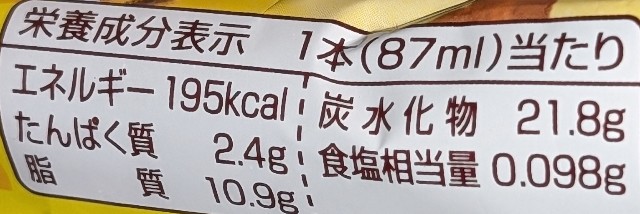 栄養成分表示 1本(87ml)当たり
エネルギー 195kcal
たんぱく質 2.4g
脂質 10.9g
炭水化物 21.8g
食塩相当量 0.098g